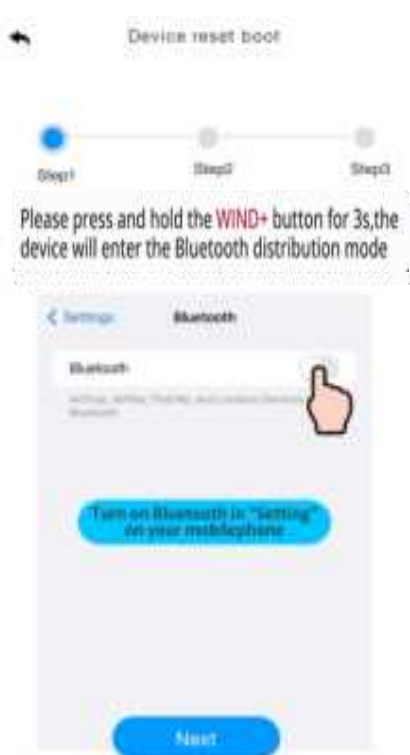 Device reset boot
Step1 Step2 Step3
Please press and hold the WIND+ button for 3s,the
device will enter the Bluetooth distribution mode
Settings Bluetooth
Bluetooth
Bluetooth
Turn on Bluetooth in "Setting"
on your mobilephone
Next